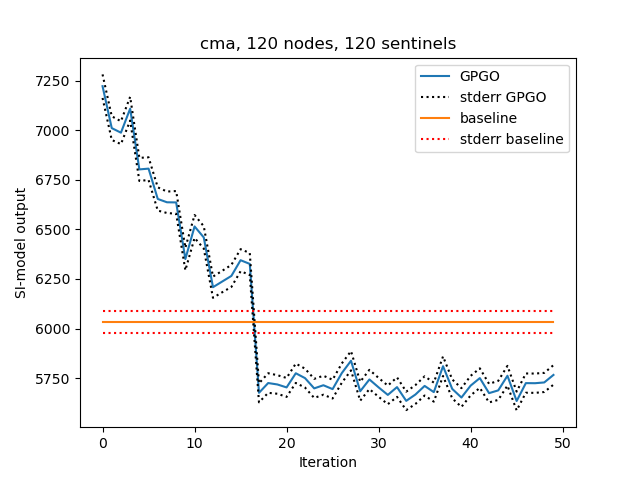 cma, 120 nodes, 120 sentinels
GPGO
stderr GPGO
baseline
stderr baseline
SI-model output
7250
7000
6750
6500
6250
6000
5750
0 10 20 30 40 50
Iteration